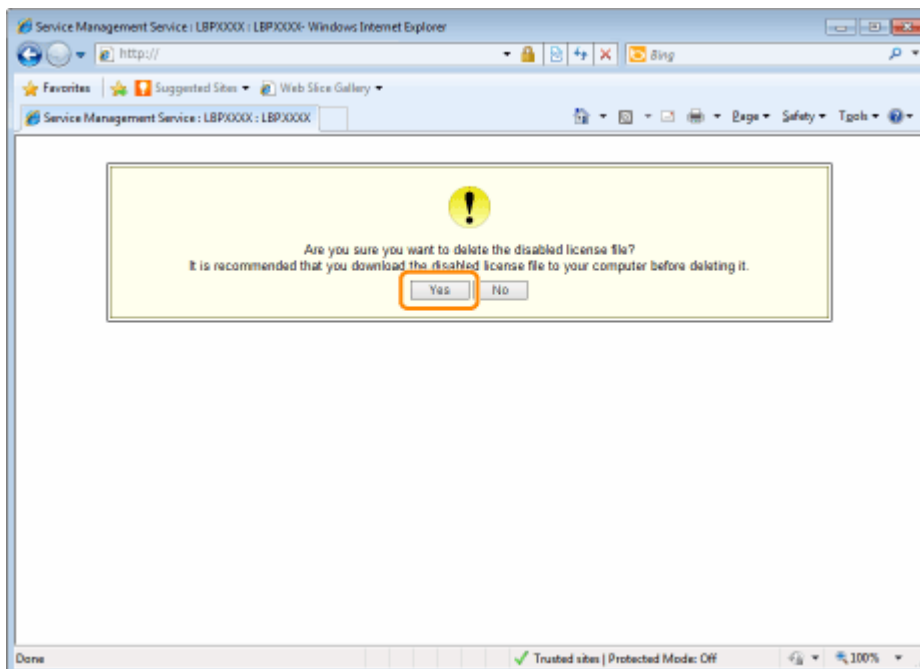 Service Management Service : LBPXXXX : LBPXXXX- Windows Internet Explorer
http://
Bing
Favorites Suggested Sites Web Slice Gallery
Service Management Service : LBPXXXX : LBPXXXX
Page Safety Tools
Are you sure you want to delete the disabled license file?
It is recommended that you download the disabled license file to your computer before deleting it.
Yes No
Done Trusted sites | Protected Mode: Off 100%